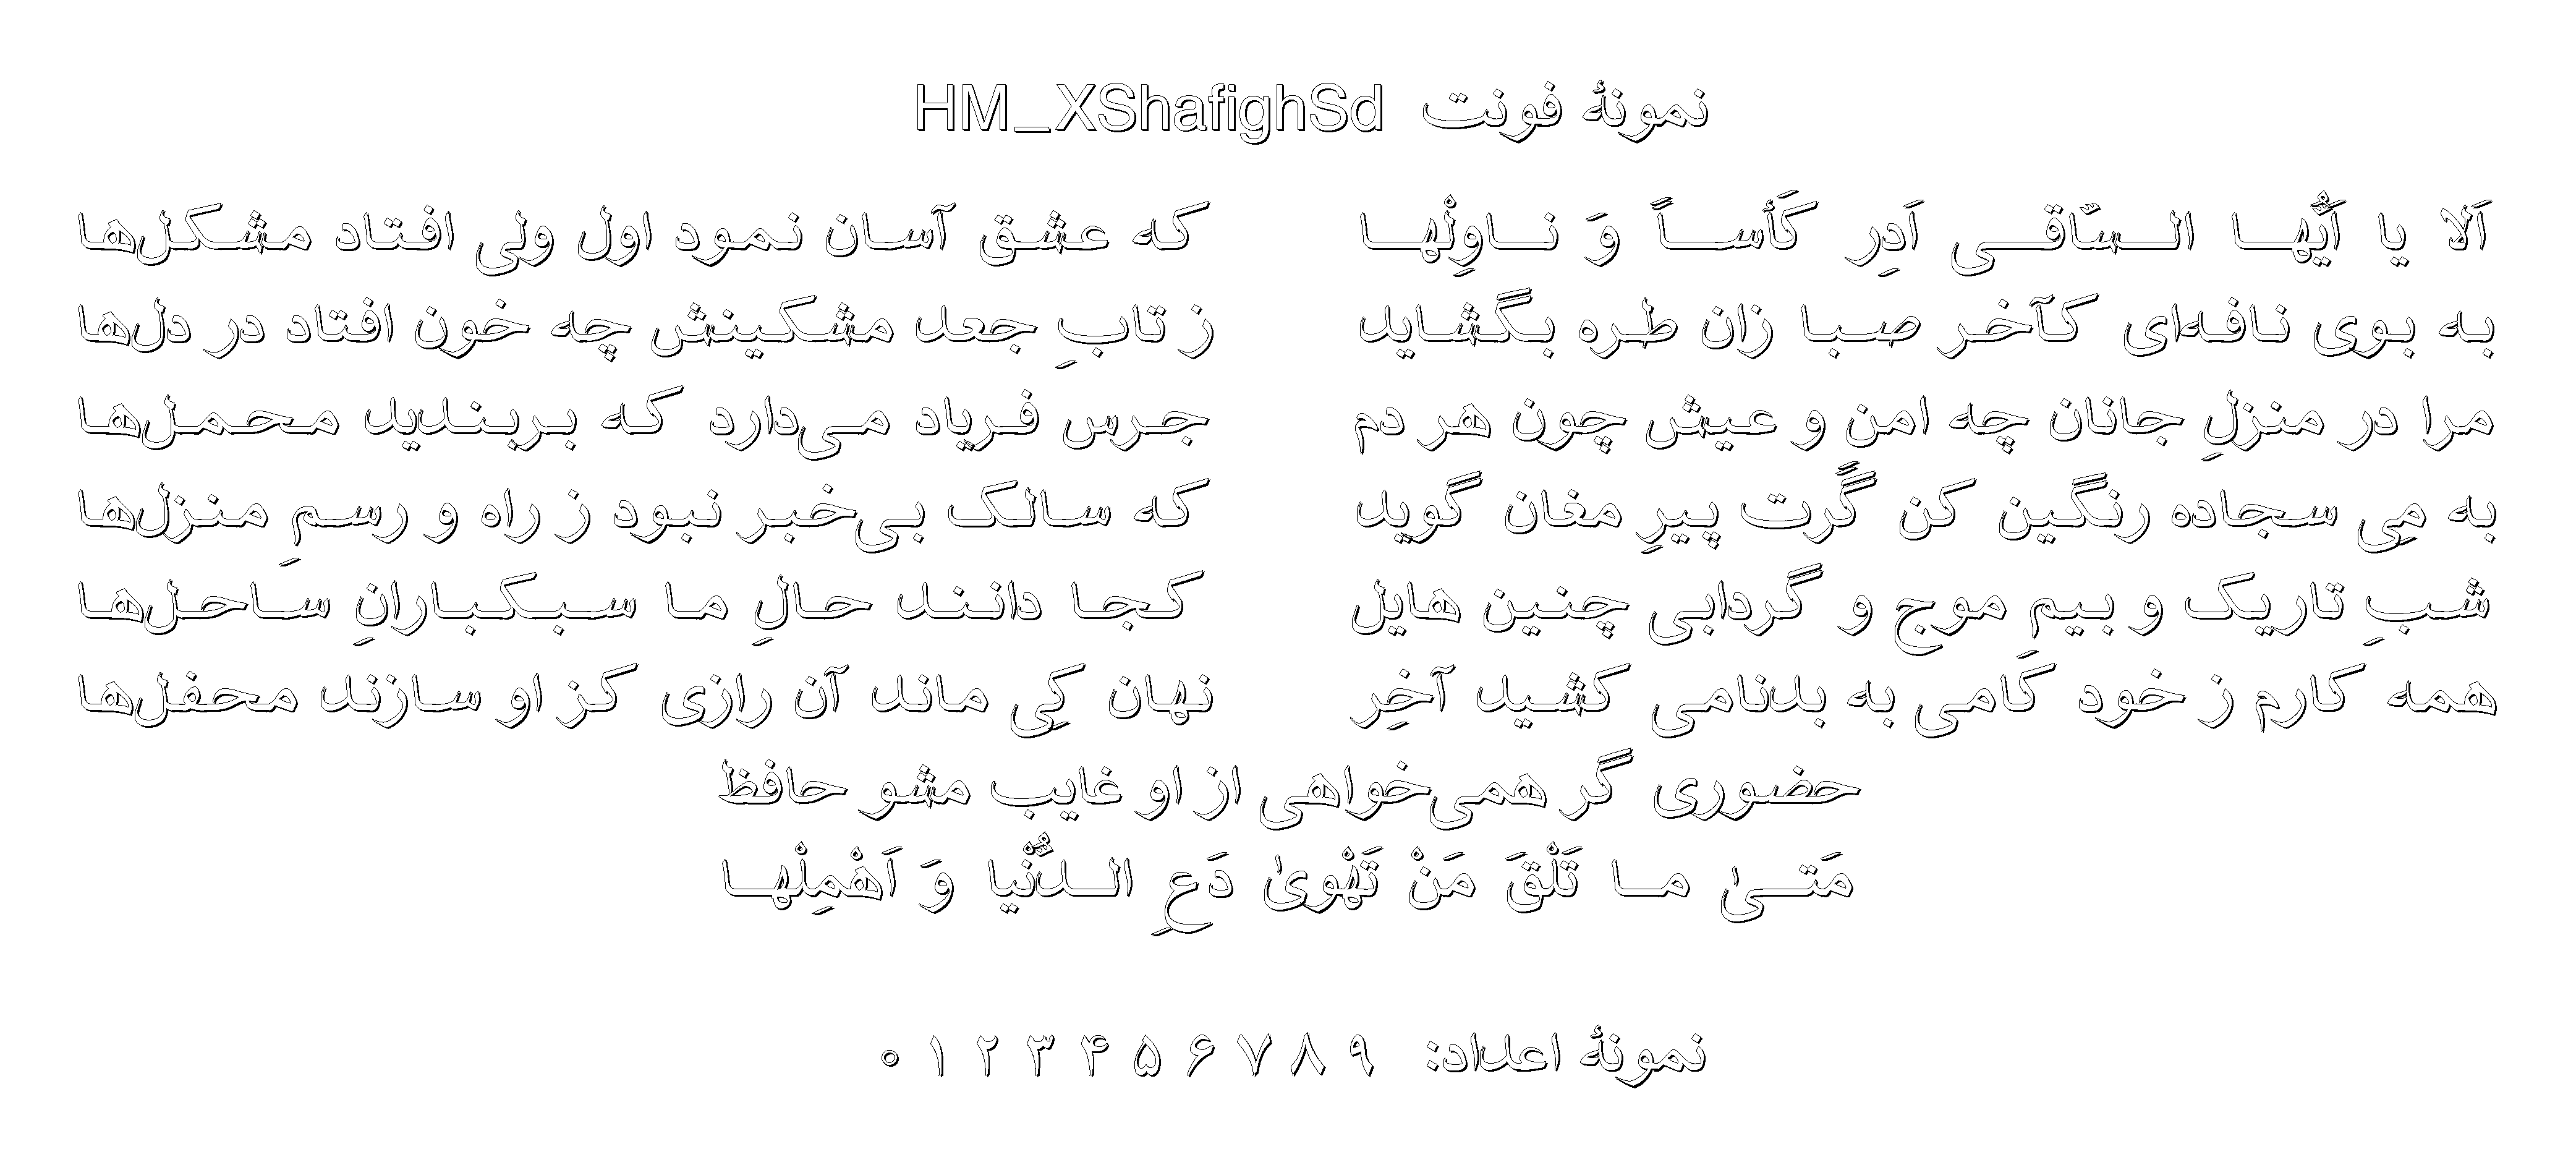 نمونهٔ فونت HM_XShafighSd
اَلا یا اَیُّها السّاقی اَدِر کَأساً وَ ناوِلْها که عشق آسان نمود اول ولی افتاد مشکل‌ها
به بوی نافه‌ای کآخر صبا زان طره بگشاید ز تابِ جعد مشکینش چه خون افتاد در دل‌ها
مرا در منزلِ جانان چه امن و عیش چون هر دم جرس فریاد می‌دارد که بربندید محمل‌ها
به مِی سجاده رنگین کن گَرت پیرِ مغان گوید که سالک بی‌خبر نبود ز راه و رسمِ منزل‌ها
شبِ تاریک و بیمِ موج و گردابی چنین هایل کجا دانند حالِ ما سبکبارانِ ساحل‌ها
همه کارم ز خود کامی به بدنامی کشید آخِر نهان کِی ماند آن رازی کز او سازند محفل‌ها
حضوری گر همی‌خواهی از او غایب مشو حافظ
مَتیٰ ما تَلْقَ مَنْ تَهْویٰ دَعِ الدُّنْیا وَ اَهْمِلْها
نمونهٔ اعداد: ۹ ۸ ۷ ۶ ۵ ۴ ۳ ۲ ۱ ۰